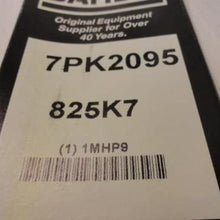 Original Equipment
Supplier for Over
40 Years.
7PK2095
825K7
(1) 1MHP9